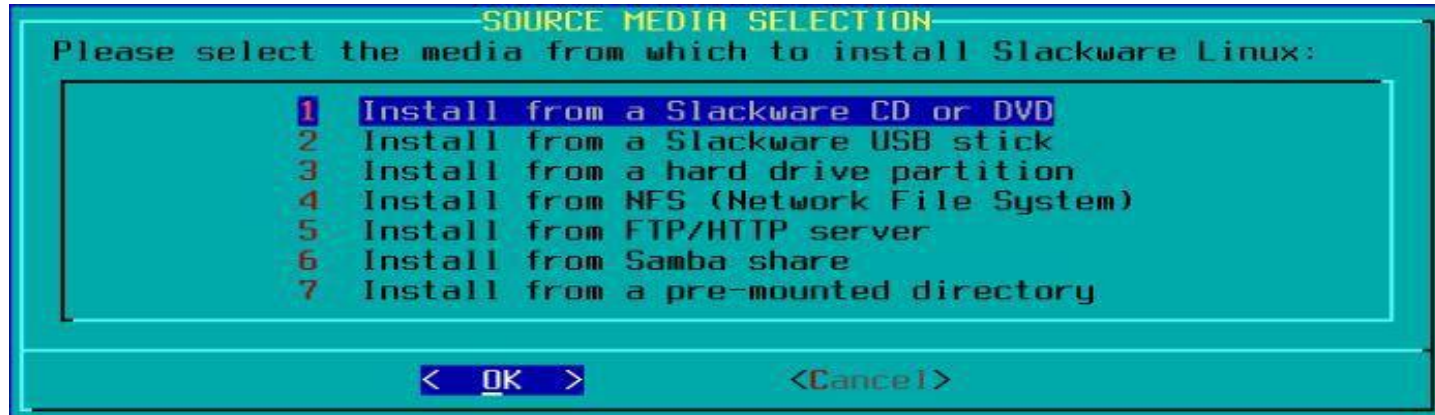 SOURCE MEDIA SELECTION
Please select the media from which to install Slackware Linux:
1 Install from a Slackware CD or DVD
2 Install from a Slackware USB stick
3 Install from a hard drive partition
4 Install from NFS (Network File System)
5 Install from FTP/HTTP server
6 Install from Samba share
7 Install from a pre-mounted directory
< OK > <Cancel>